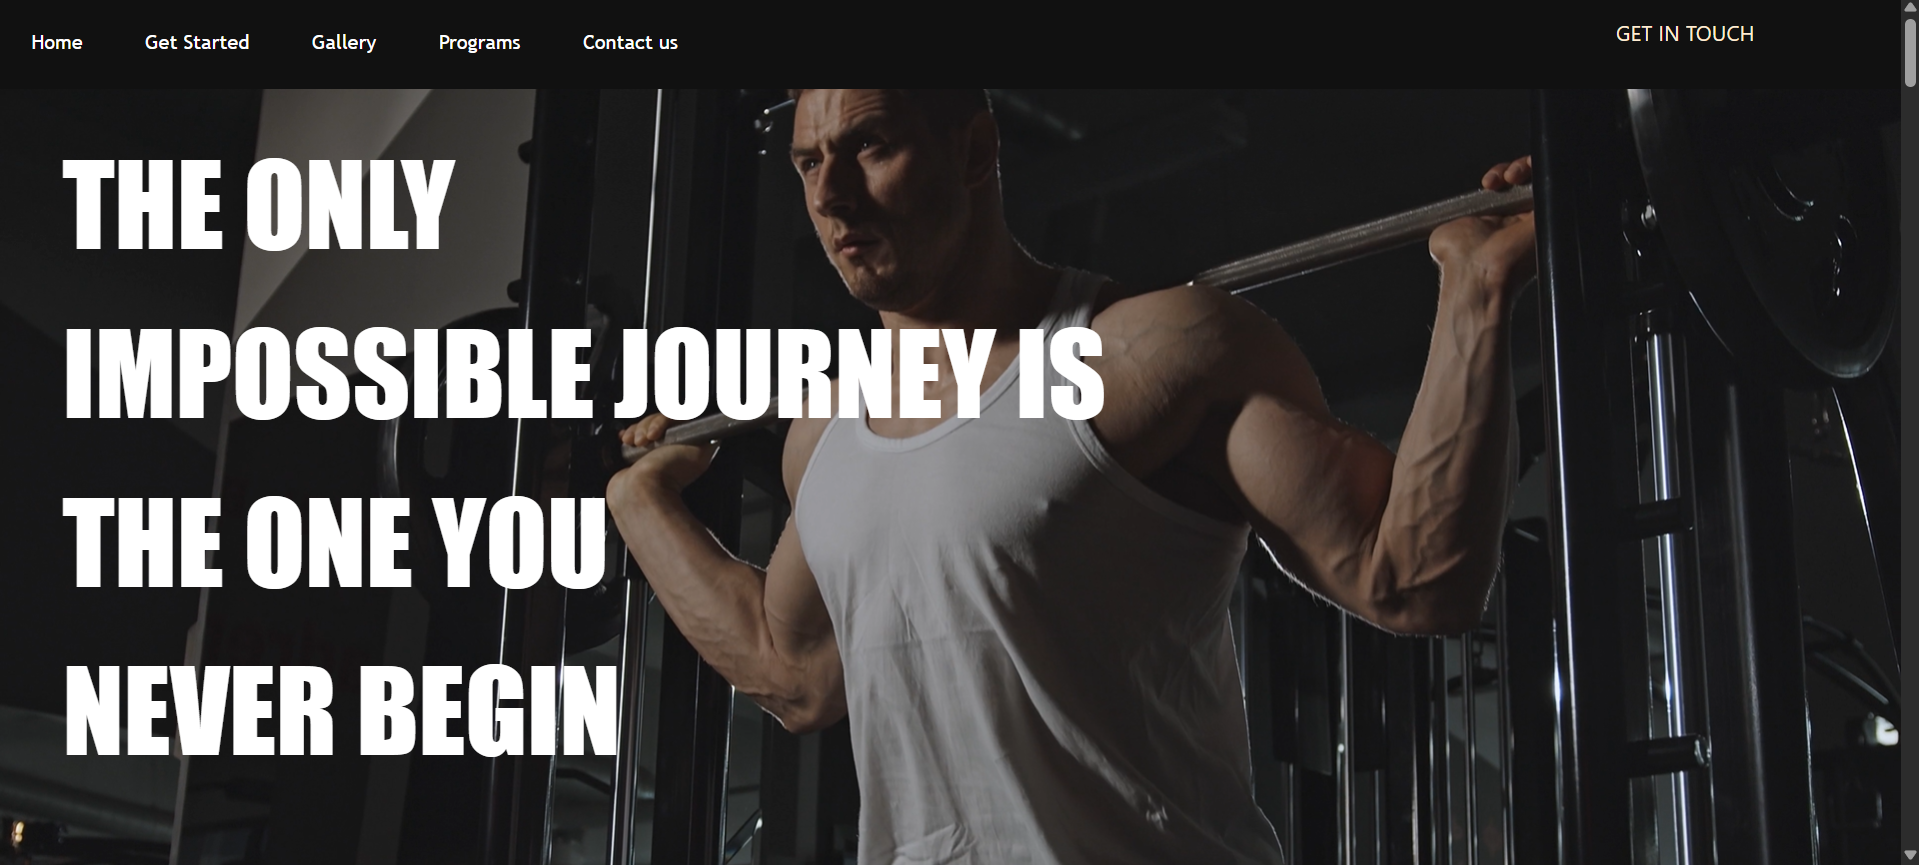 Home Get Started Gallery Programs Contact us GET IN TOUCH
THE ONLY
IMPOSSIBLE JOURNEY IS
THE ONE YOU
NEVER BEGIN